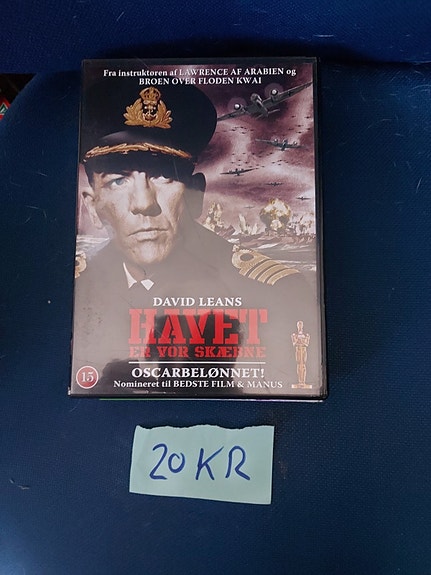 Fra instruktøren af LAWRENCE AF ARABIEN og
BROEN OVER FLODEN KWAI
DAVID LEANS
HAVET
ER VOR SKÆBNE
OSCARBELØNNET!
Nomineret til BEDSTE FILM & MANUS
15
20 KR